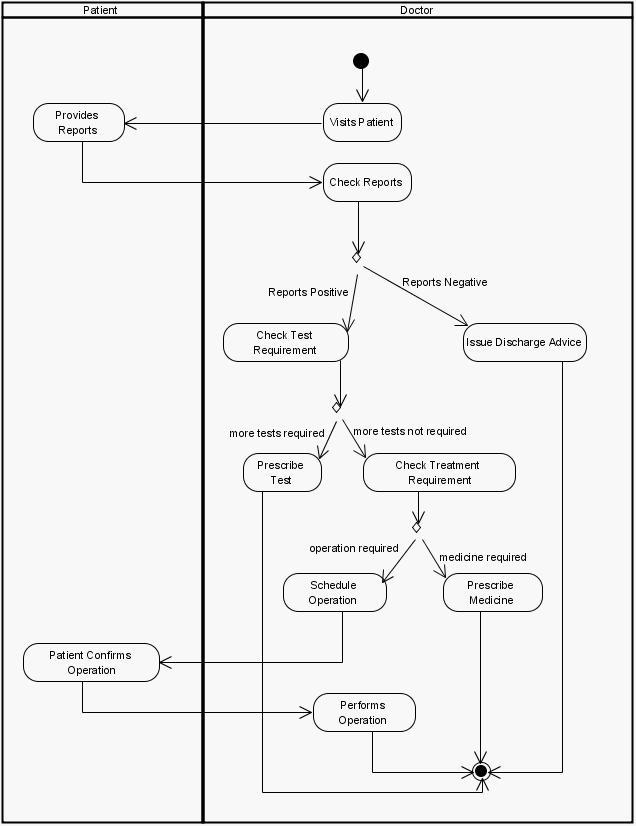 Patient
Doctor
Provides
Reports
Visits Patient
Check Reports
Reports Positive
Reports Negative
Check Test
Requirement
Issue Discharge Advice
more tests required
more tests not required
Prescribe
Test
Check Treatment
Requirement
operation required
medicine required
Schedule
Operation
Prescribe
Medicine
Patient Confirms
Operation
Performs
Operation